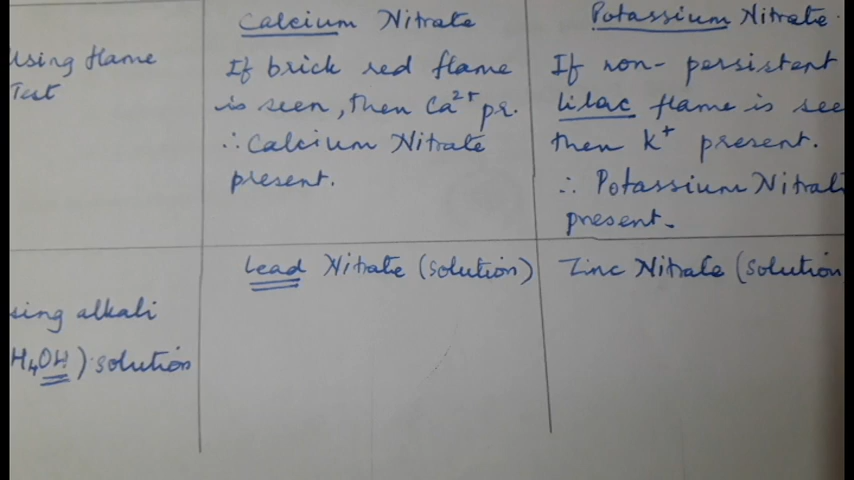 Calcium Nitrate
Potassium Nitrate
Using flame
Test
If brick red flame
is seen, then Ca²⁺ pr.
∴ Calcium Nitrate
present.
If non-persistent
lilac flame is see
then K⁺ present.
∴ Potassium Nitrat
present.
Lead Nitrate (solution)
Zinc Nitrate (solution
sing alkali
H₄OH) solution